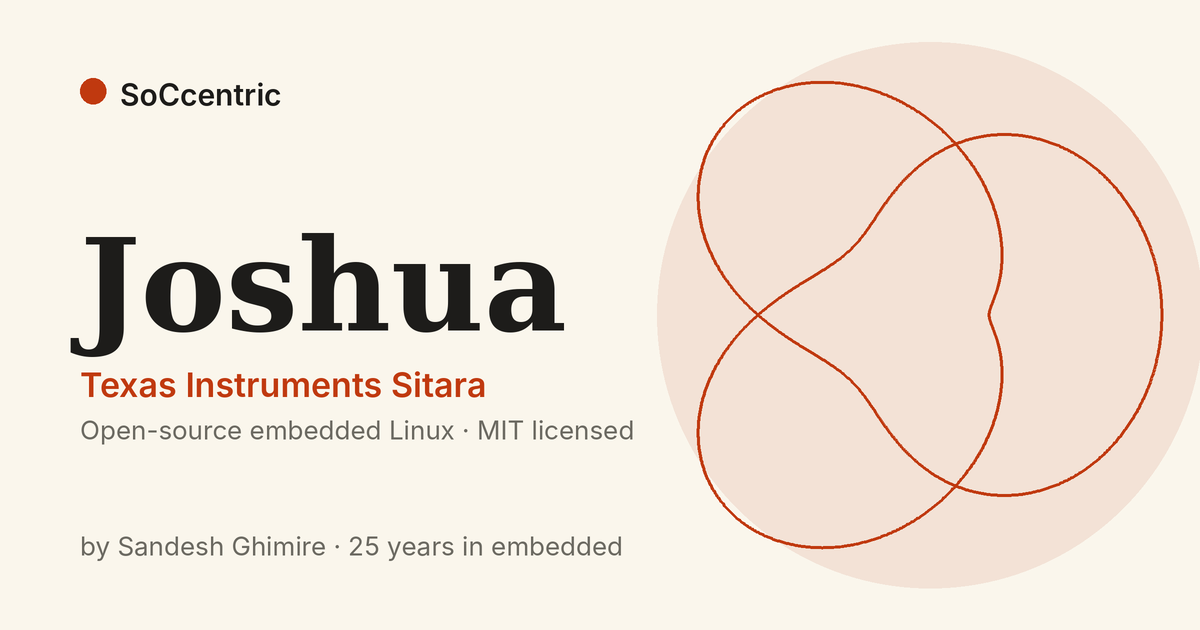 SoCcentric
Joshua
Texas Instruments Sitara
Open-source embedded Linux · MIT licensed
by Sandesh Ghimire · 25 years in embedded